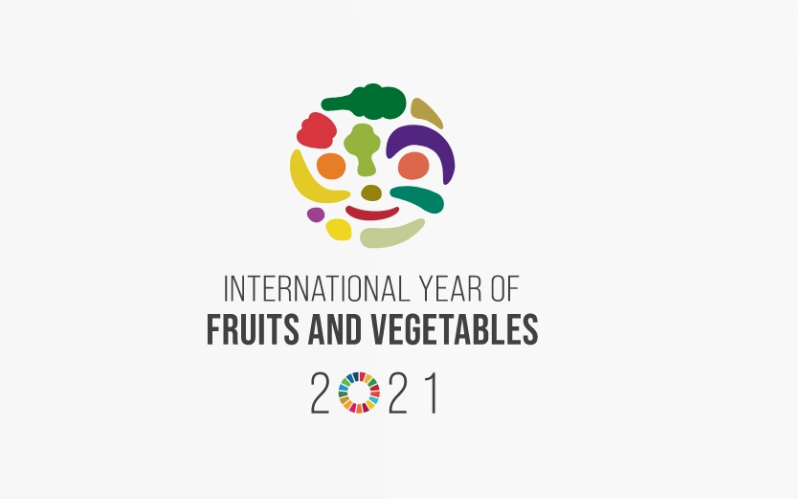 INTERNATIONAL YEAR OF
FRUITS AND VEGETABLES
2021